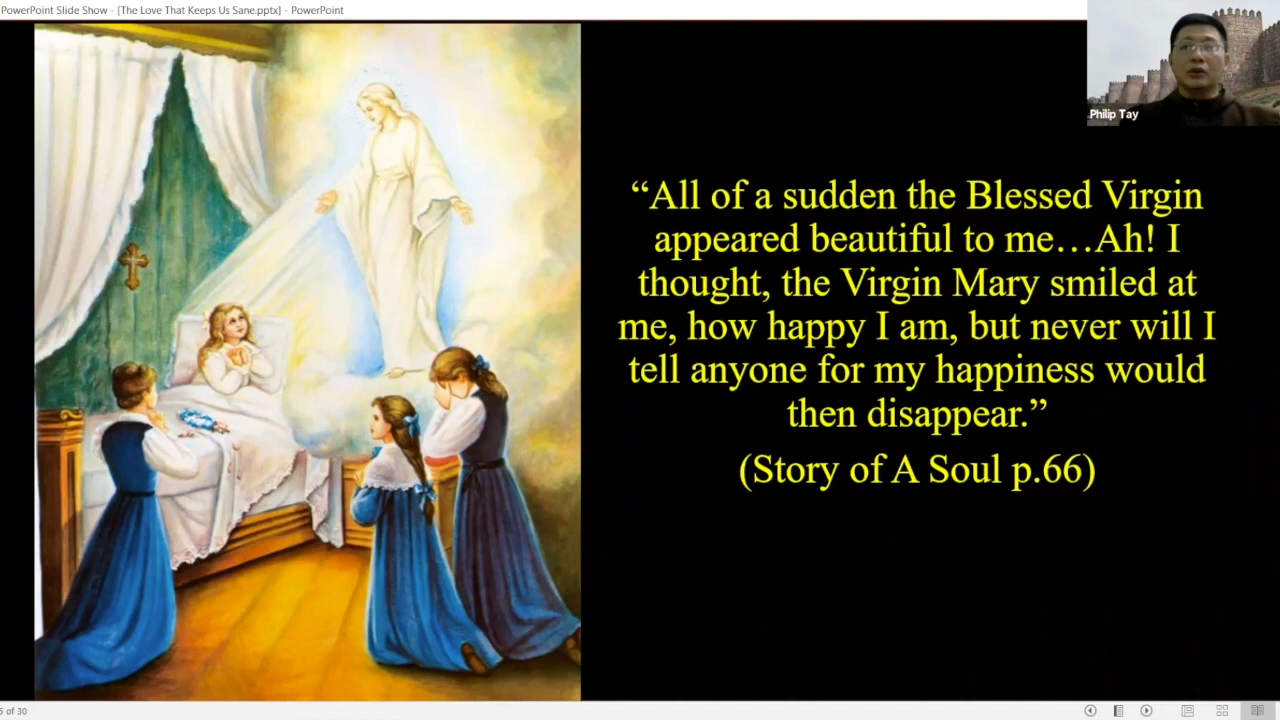 PowerPoint Slide Show - [The Love That Keeps Us Sane.pptx] - PowerPoint
Philip Tay
“All of a sudden the Blessed Virgin
appeared beautiful to me…Ah! I
thought, the Virgin Mary smiled at
me, how happy I am, but never will I
tell anyone for my happiness would
then disappear.”
(Story of A Soul p.66)
of 30